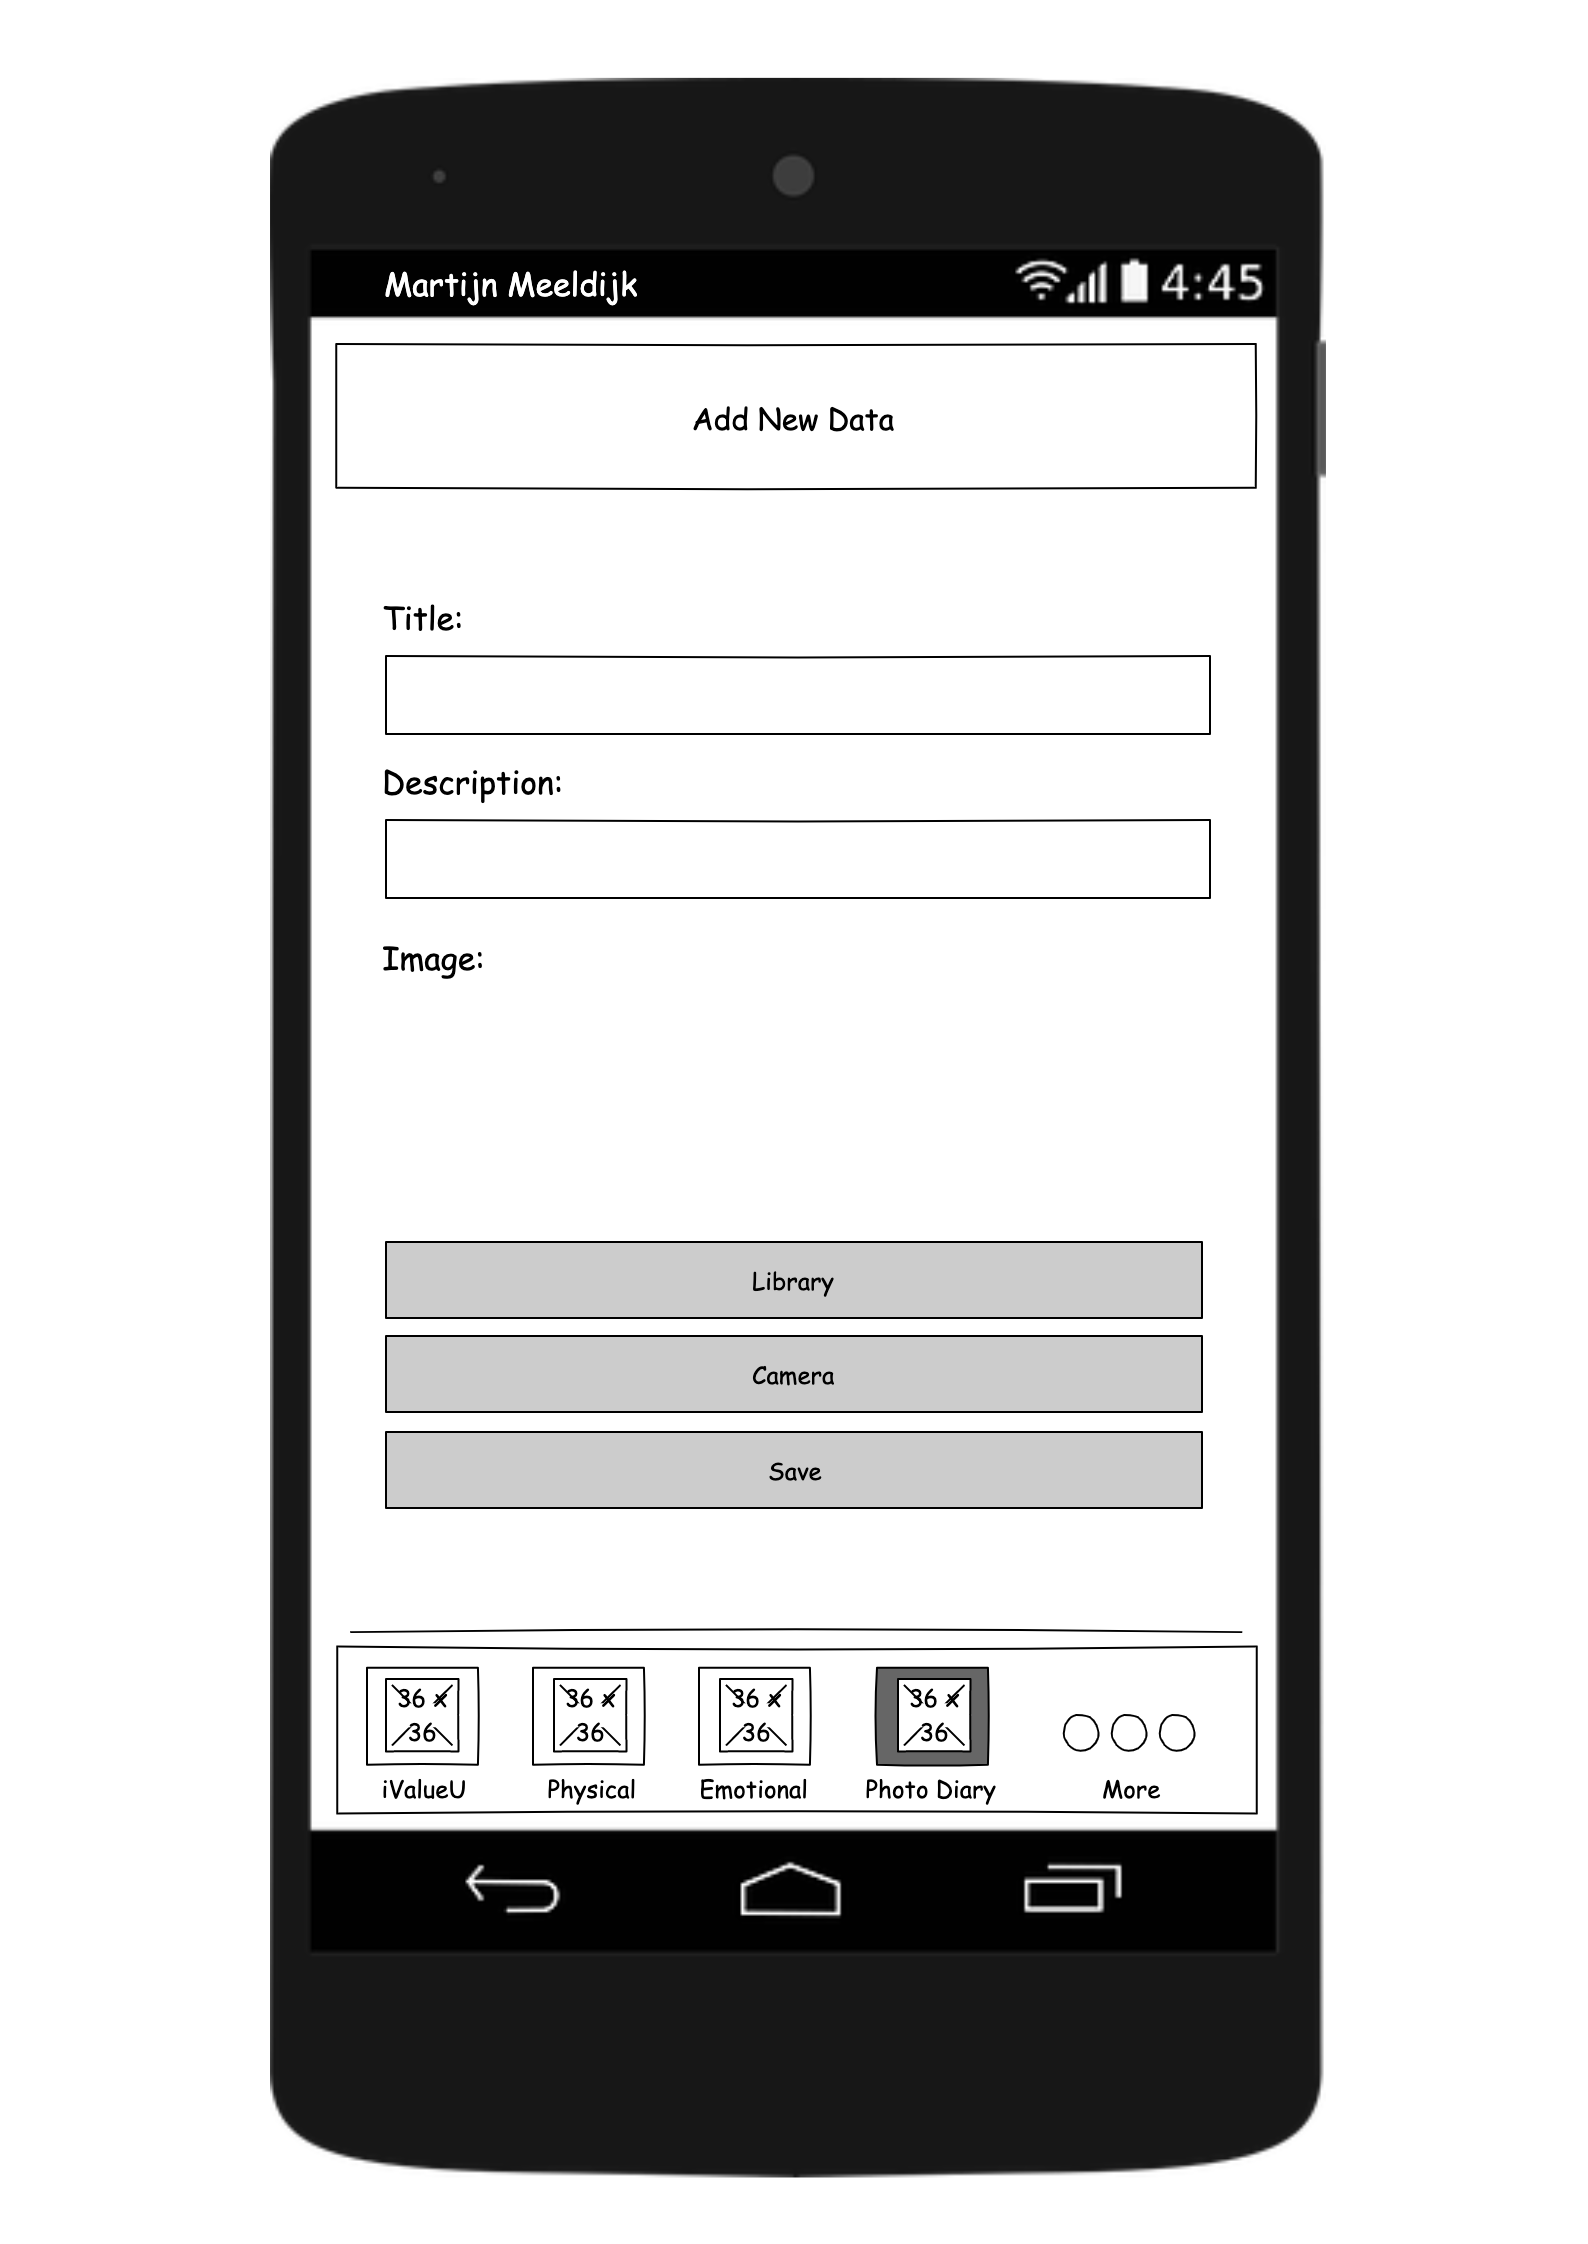 Martijn Meeldijk 4:45
Add New Data
Title:
Description:
Image:
Library
Camera
Save
36 x 36 x 36 x 36 x
36 36 36 36
iValueU Physical Emotional Photo Diary More